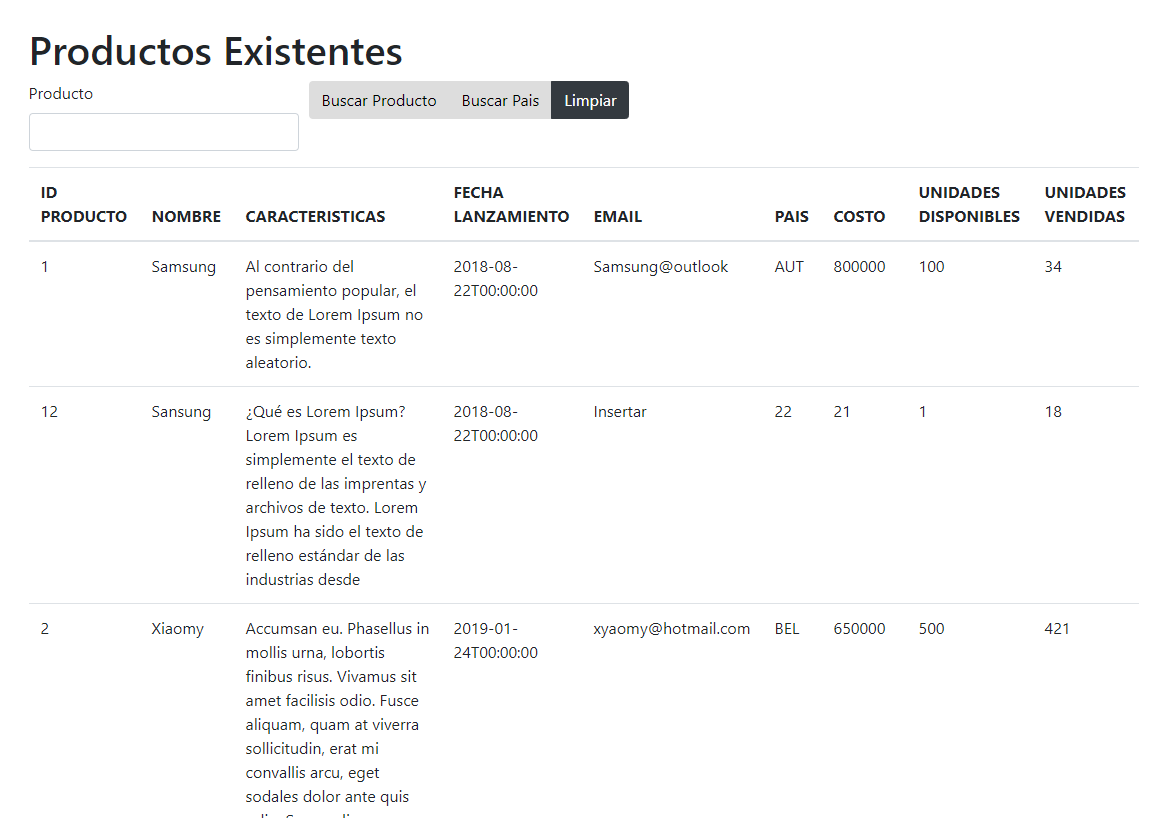 Productos Existentes
Producto
Buscar Producto Buscar Pais Limpiar
ID PRODUCTO NOMBRE CARACTERISTICAS FECHA LANZAMIENTO EMAIL PAIS COSTO UNIDADES DISPONIBLES UNIDADES VENDIDAS
1 Samsung Al contrario del 2018-08- Samsung@outlook AUT 800000 100 34
pensamiento popular, el 22T00:00:00
texto de Lorem Ipsum no
es simplemente texto
aleatorio.
12 Sansung ¿Qué es Lorem Ipsum? 2018-08- Insertar 22 21 1 18
Lorem Ipsum es 22T00:00:00
simplemente el texto de
relleno de las imprentas y
archivos de texto. Lorem
Ipsum ha sido el texto de
relleno estándar de las
industrias desde
2 Xiaomy Accumsan eu. Phasellus in 2019-01- xyaomy@hotmail.com BEL 650000 500 421
mollis urna, lobortis 24T00:00:00
finibus risus. Vivamus sit
amet facilisis odio. Fusce
aliquam, quam at viverra
sollicitudin, erat mi
convallis arcu, eget
sodales dolor ante quis